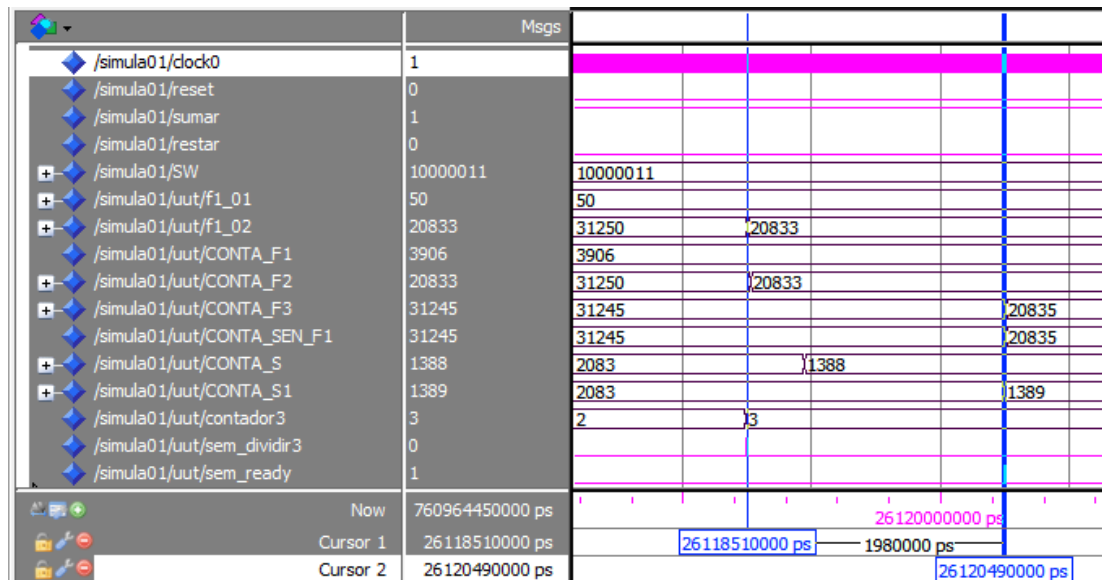 Msgs
/simula01/clock0 1
/simula01/reset 0
/simula01/sumar 1
/simula01/restar 0
/simula01/SW 10000011 10000011
/simula01/uut/f1_01 50 50
/simula01/uut/f1_02 20833 31250 20833
/simula01/uut/CONTA_F1 3906 3906
/simula01/uut/CONTA_F2 20833 31250 20833
/simula01/uut/CONTA_F3 31245 31245 20835
/simula01/uut/CONTA_SEN_F1 31245 31245 20835
/simula01/uut/CONTA_S 1388 2083 1388
/simula01/uut/CONTA_S1 1389 2083 1389
/simula01/uut/contador3 3 2 3
/simula01/uut/sem_dividir3 0
/simula01/uut/sem_ready 1
Now 760964450000 ps 26120000000 ps
Cursor 1 26118510000 ps 26118510000 ps 1980000 ps
Cursor 2 26120490000 ps 26120490000 ps